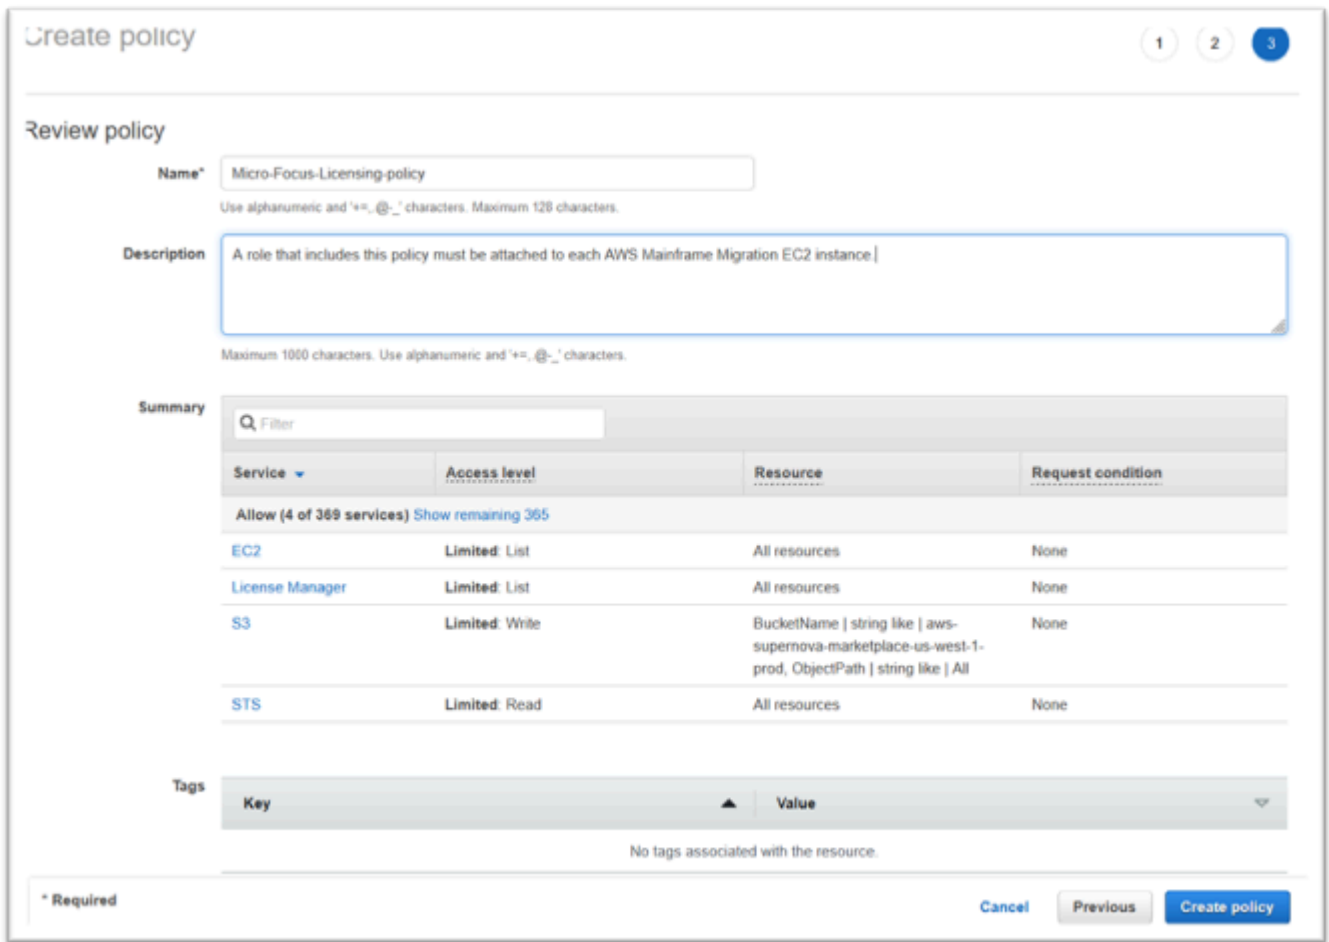 Create policy
1 2 3
Review policy
Name*
Micro-Focus-Licensing-policy
Use alphanumeric and '+=,.@-_' characters. Maximum 128 characters.
Description
A role that includes this policy must be attached to each AWS Mainframe Migration EC2 instance.
Maximum 1000 characters. Use alphanumeric and '+=,.@-_' characters.
Summary
Filter
Service Access level Resource Request condition
Allow (4 of 369 services) Show remaining 365
EC2 Limited: List All resources None
License Manager Limited: List All resources None
S3 Limited: Write BucketName | string like | aws- None
supernova-marketplace-us-west-1-
prod, ObjectPath | string like | All
STS Limited: Read All resources None
Tags
Key Value
No tags associated with the resource.
* Required
Cancel Previous Create policy